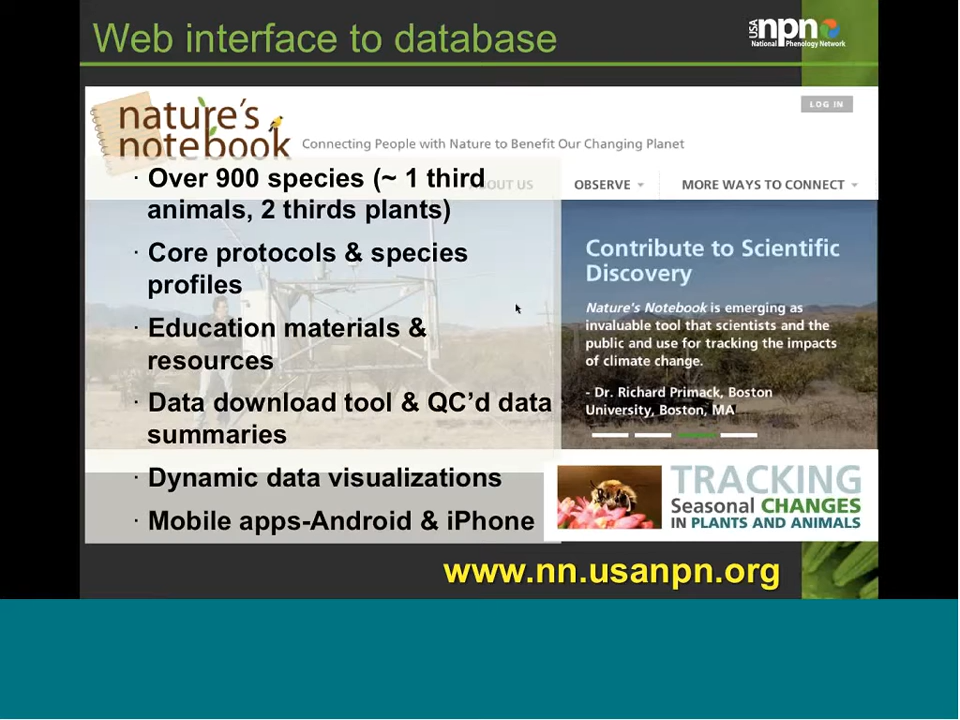 Web interface to database
USA npn
National Phenology Network
nature's
notebook
Connecting People with Nature to Benefit Our Changing Planet
LOG IN
ABOUT US
OBSERVE
MORE WAYS TO CONNECT
· Over 900 species (~ 1 third
animals, 2 thirds plants)
· Core protocols & species
profiles
· Education materials &
resources
· Data download tool & QC’d data
summaries
· Dynamic data visualizations
· Mobile apps-Android & iPhone
Contribute to Scientific
Discovery
Nature's Notebook is emerging as
invaluable tool that scientists and the
public and use for tracking the impacts
of climate change.
- Dr. Richard Primack, Boston
University, Boston, MA
TRACKING
Seasonal CHANGES
IN PLANTS AND ANIMALS
www.nn.usanpn.org